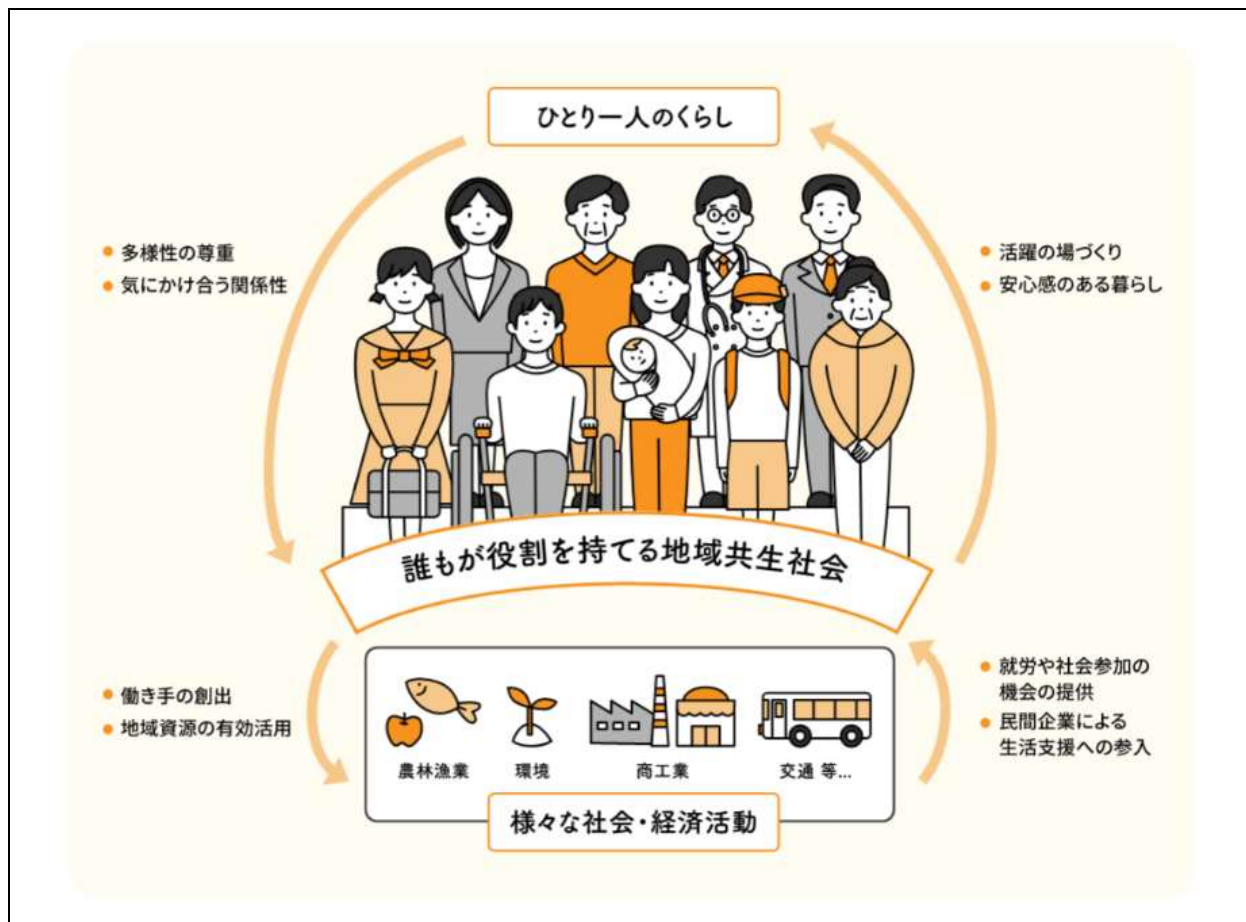 ひとり一人のくらし
多様性の尊重
気にかけ合う関係性
活躍の場づくり
安心感のある暮らし
誰もが役割を持てる地域共生社会
働き手の創出
地域資源の有効活用
就労や社会参加の
機会の提供
民間企業による
生活支援への参入
農林漁業
環境
商工業
交通 等...
様々な社会・経済活動